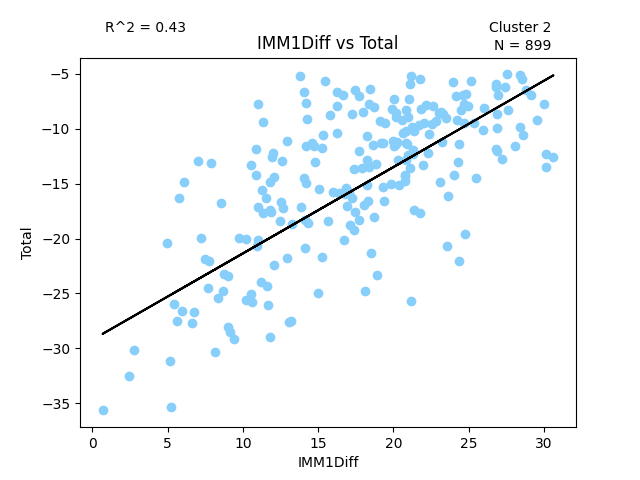 R^2 = 0.43
Cluster 2
N = 899
IMM1Diff vs Total
Total
−5
−10
−15
−20
−25
−30
−35
0 5 10 15 20 25 30
IMM1Diff